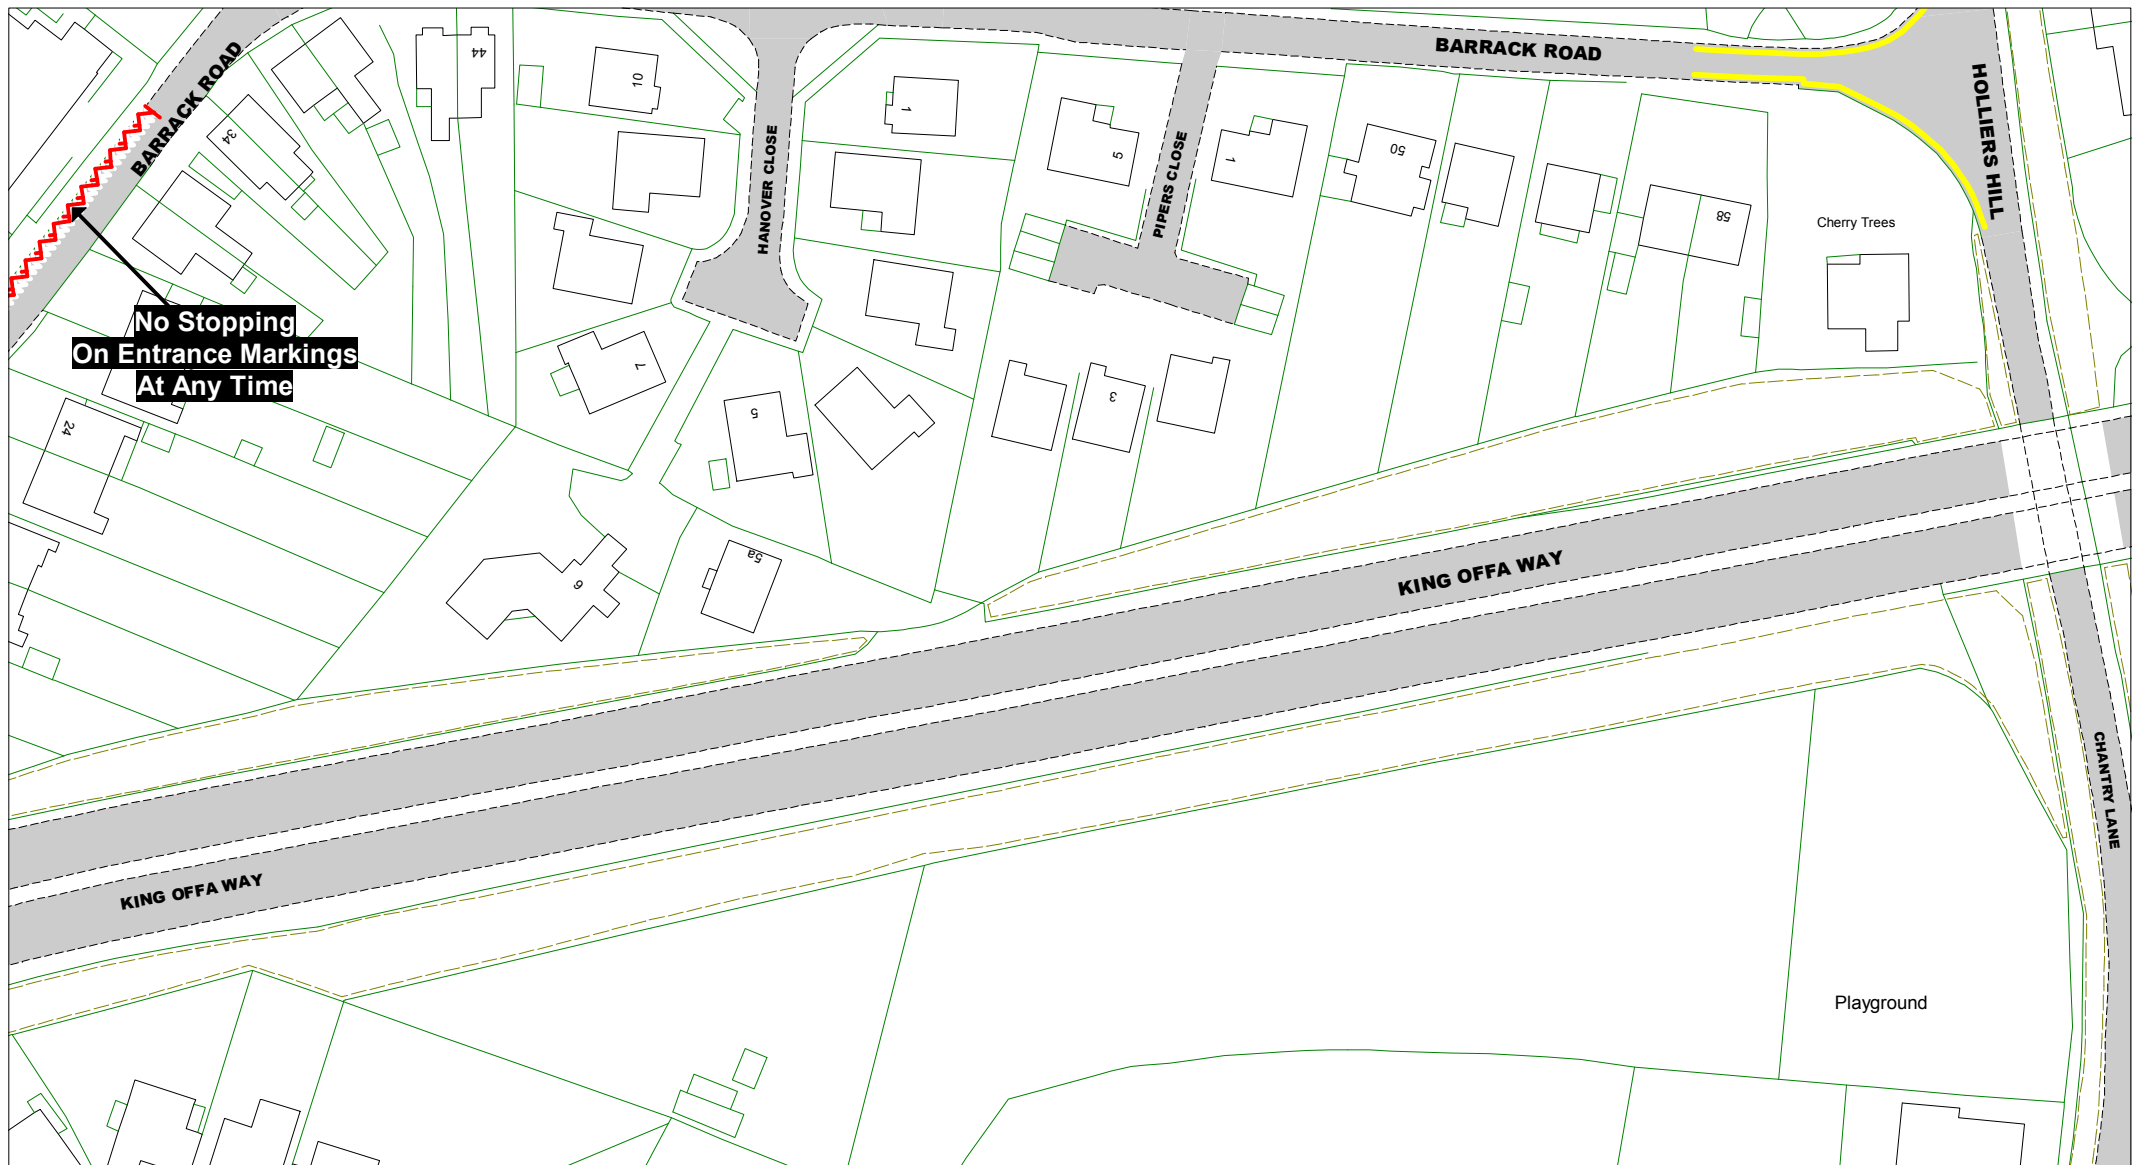 BARRACK ROAD
44
10
34
1
BARRACK ROAD
HOLLIERS HILL
HANOVER CLOSE
5
PIPERS CLOSE
1
50
58
Cherry Trees
No Stopping
On Entrance Markings
At Any Time
7
5
3
24
5a
6
KING OFFA WAY
KING OFFA WAY
CHANTRY LANE
Playground